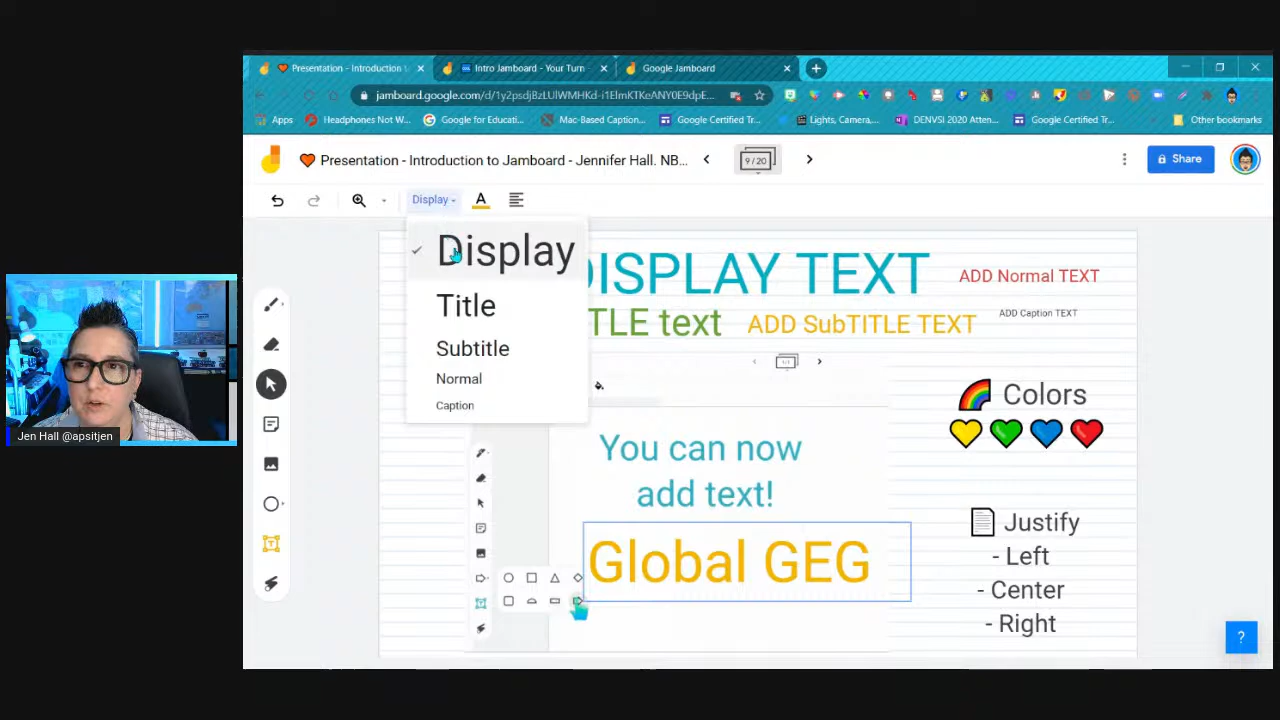 Presentation - Introduction t
Intro Jamboard - Your Turn
Google Jamboard
jamboard.google.com/d/1y2psdjBzLUlWMHKd-i1ElmKTKeANY0E9dpE...
Apps
Headphones Not W...
Google for Educati...
Mac-Based Caption...
Google Certified Tr...
Lights, Camera,...
DENVSI 2020 Atten...
Google Certified Tr...
Other bookmarks
Presentation - Introduction to Jamboard - Jennifer Hall. NB...
9 / 20
Share
Display
A
Display
Title
Subtitle
Normal
Caption
DISPLAY TEXT
ADD Normal TEXT
TLE text
ADD SubTITLE TEXT
ADD Caption TEXT
Colors
You can now
add text!
Global GEG
Justify
- Left
- Center
- Right
Jen Hall @apsitjen
?